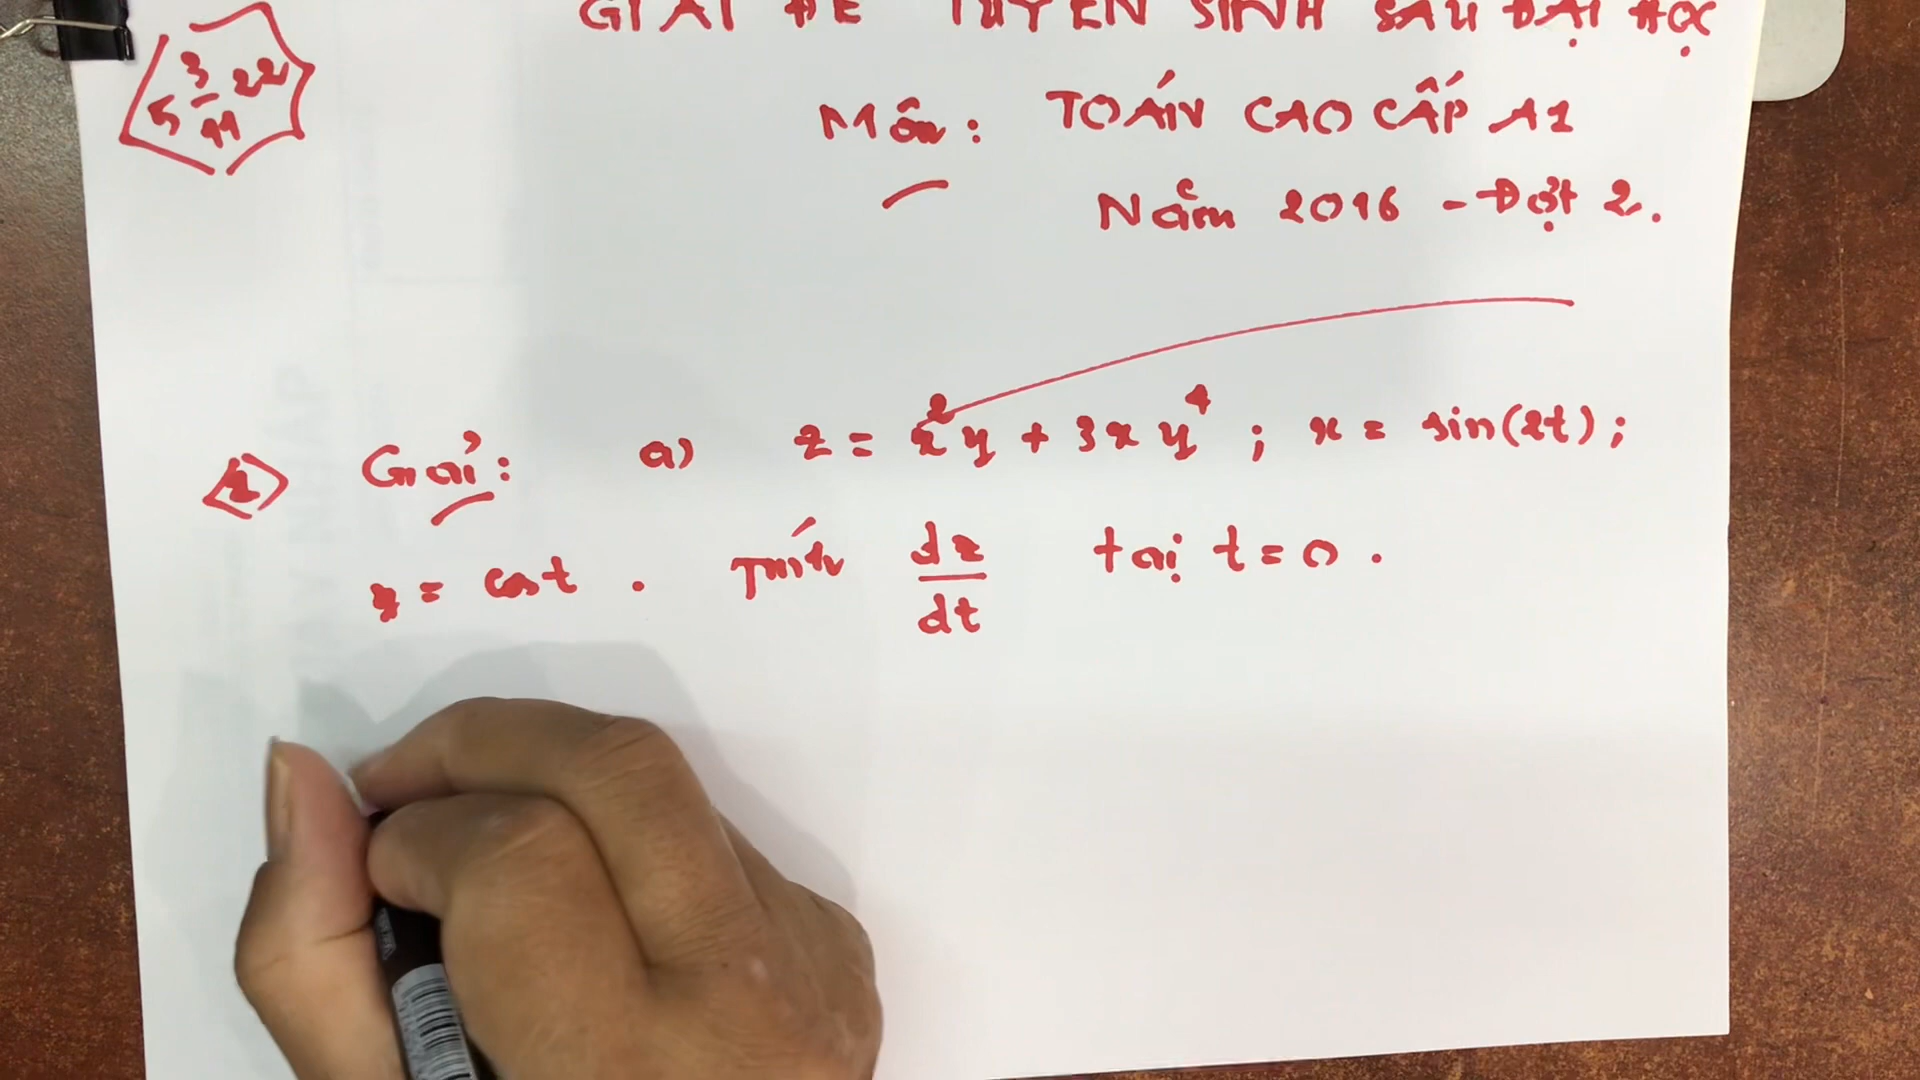 GIẢI ĐỀ TUYỂN SINH SAU ĐẠI HỌC
Môn: TOÁN CAO CẤP A1
Năm 2016 - Đợt 2.
Giải: a) z = x²y + 3xy⁴ ; x = sin(2t) ;
y = cost . Tính dz/dt tại t = 0 .